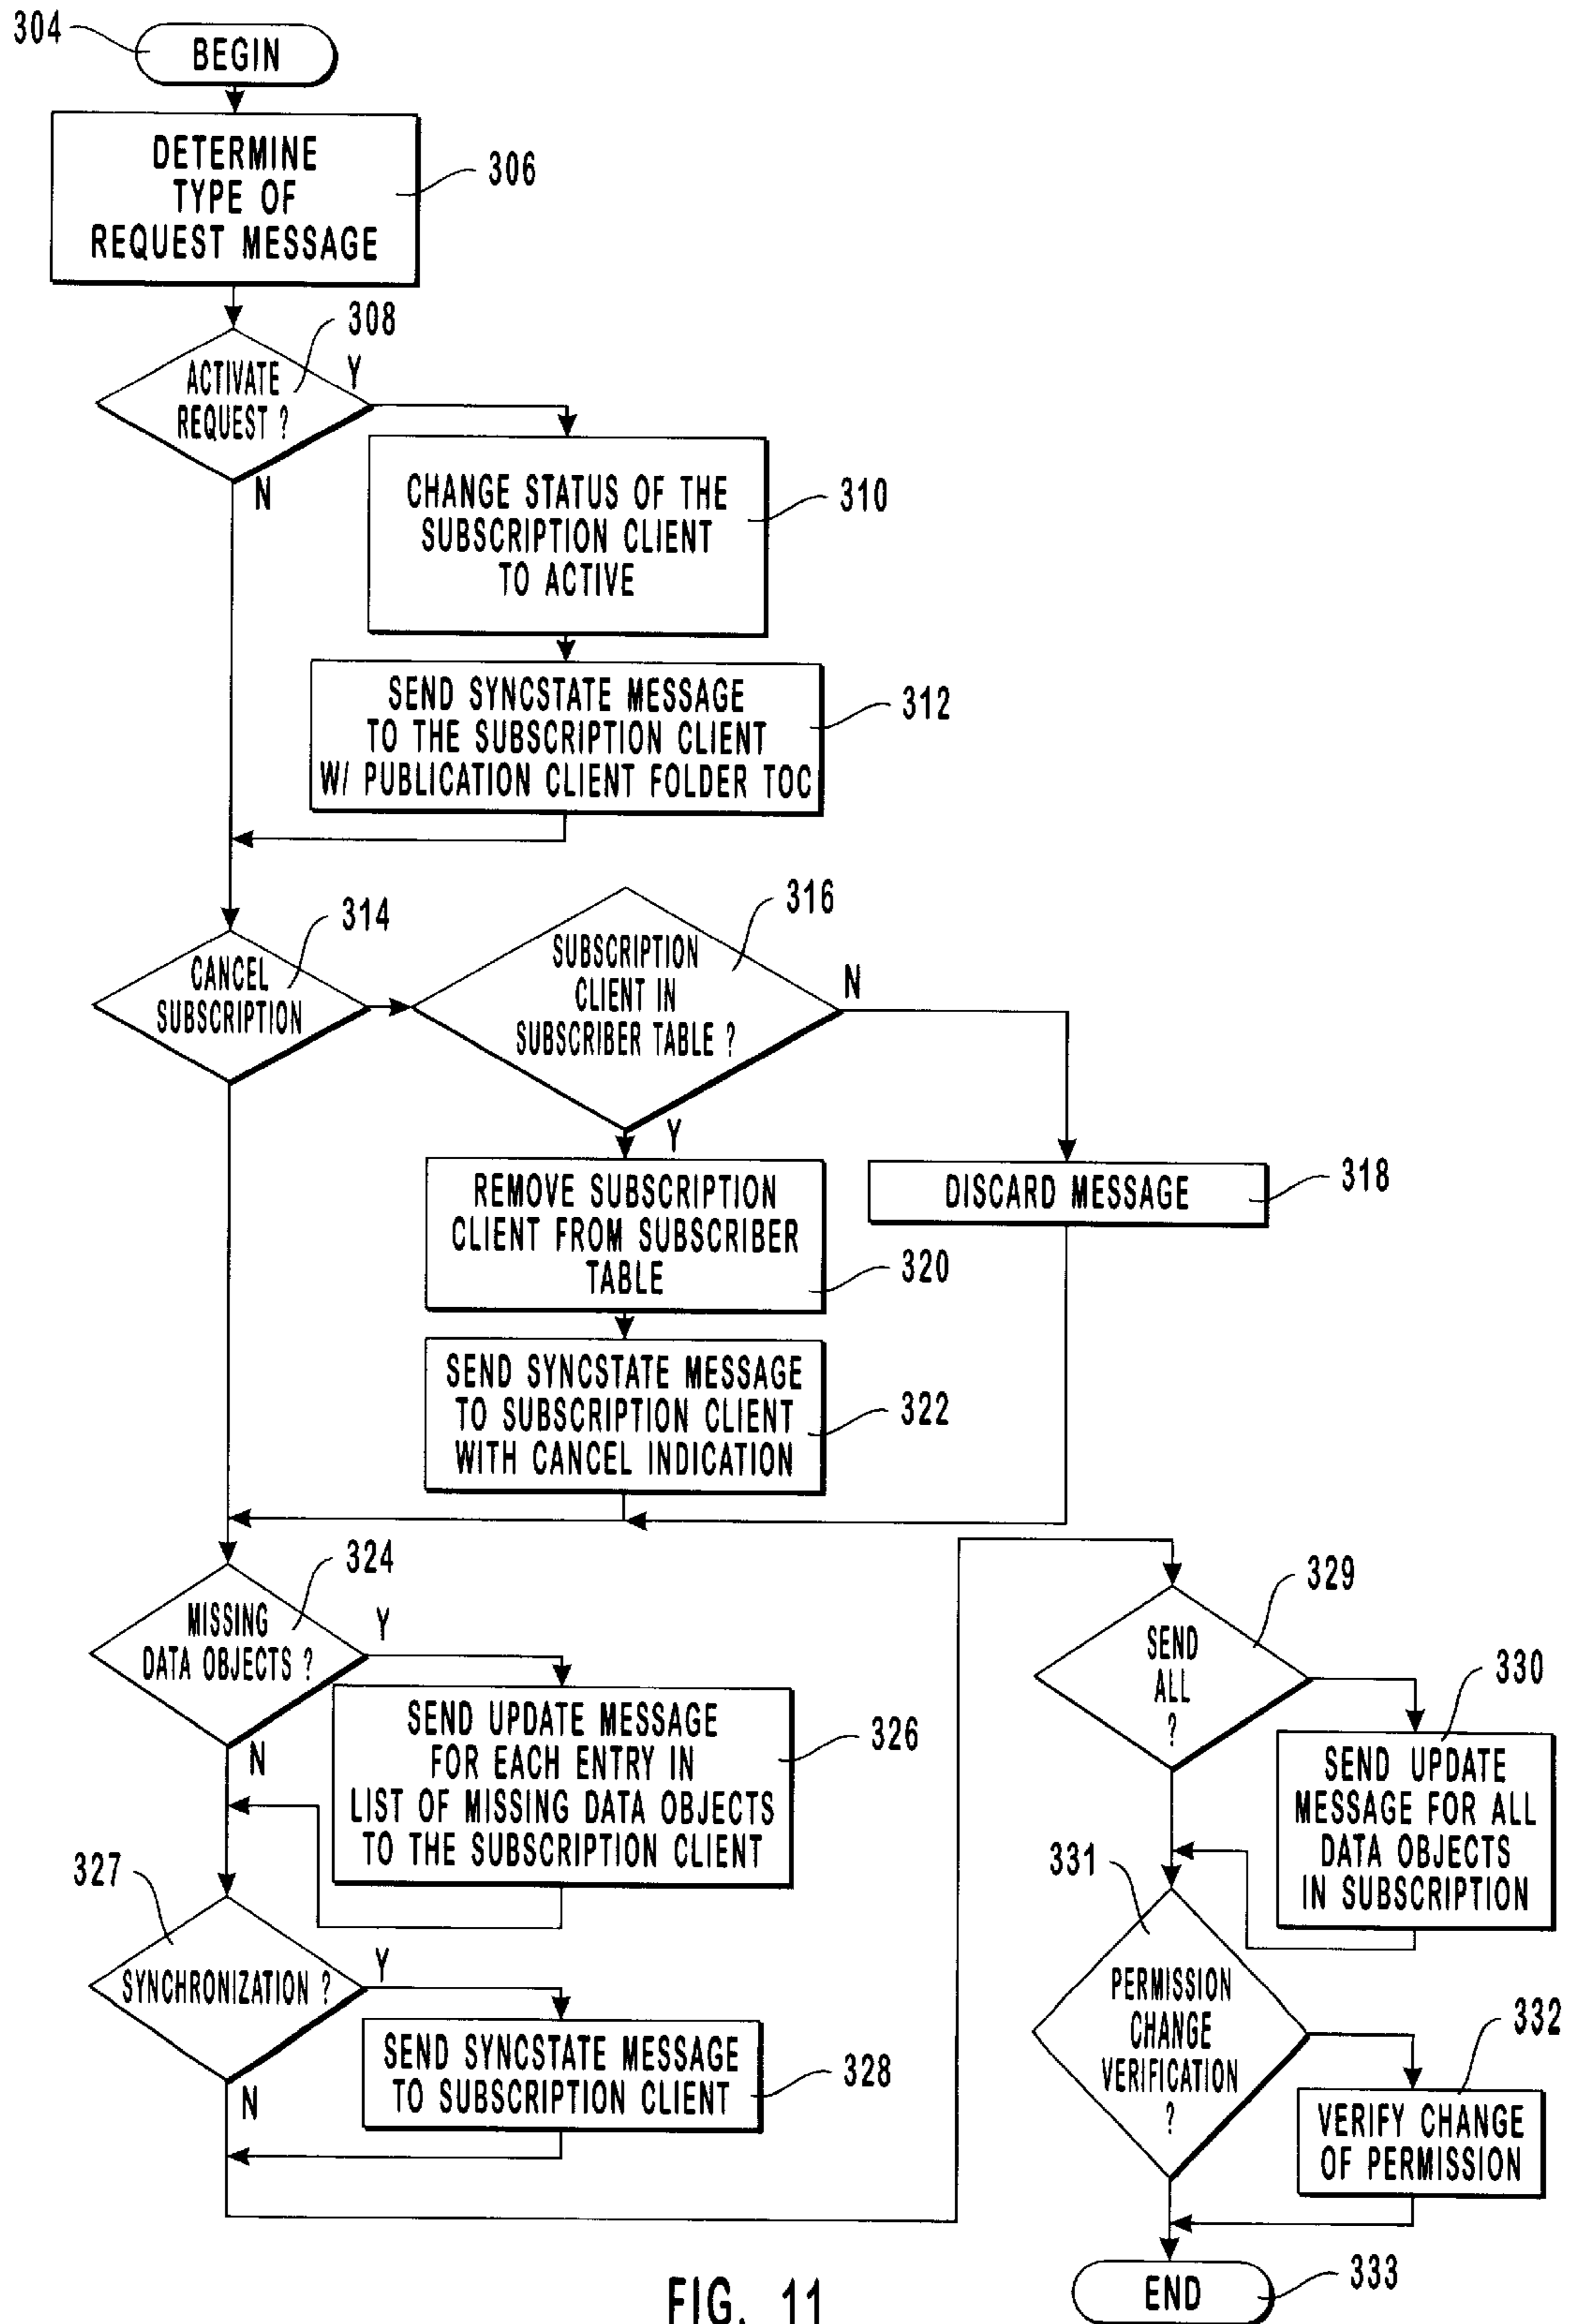 304
BEGIN
DETERMINE
TYPE OF
REQUEST MESSAGE
306
308
ACTIVATE
REQUEST ?
Y
N
CHANGE STATUS OF THE
SUBSCRIPTION CLIENT
TO ACTIVE
310
SEND SYNCSTATE MESSAGE
TO THE SUBSCRIPTION CLIENT
W/ PUBLICATION CLIENT FOLDER TOC
312
314
CANCEL
SUBSCRIPTION
316
SUBSCRIPTION
CLIENT IN
SUBSCRIBER TABLE ?
N
Y
DISCARD MESSAGE
318
REMOVE SUBSCRIPTION
CLIENT FROM SUBSCRIBER
TABLE
320
SEND SYNCSTATE MESSAGE
TO SUBSCRIPTION CLIENT
WITH CANCEL INDICATION
322
324
MISSING
DATA OBJECTS ?
Y
N
SEND UPDATE MESSAGE
FOR EACH ENTRY IN
LIST OF MISSING DATA OBJECTS
TO THE SUBSCRIPTION CLIENT
326
327
SYNCHRONIZATION ?
Y
N
SEND SYNCSTATE MESSAGE
TO SUBSCRIPTION CLIENT
328
329
SEND
ALL
?
330
SEND UPDATE
MESSAGE FOR ALL
DATA OBJECTS
IN SUBSCRIPTION
331
PERMISSION
CHANGE
VERIFICATION
?
332
VERIFY CHANGE
OF PERMISSION
END
333
FIG. 11